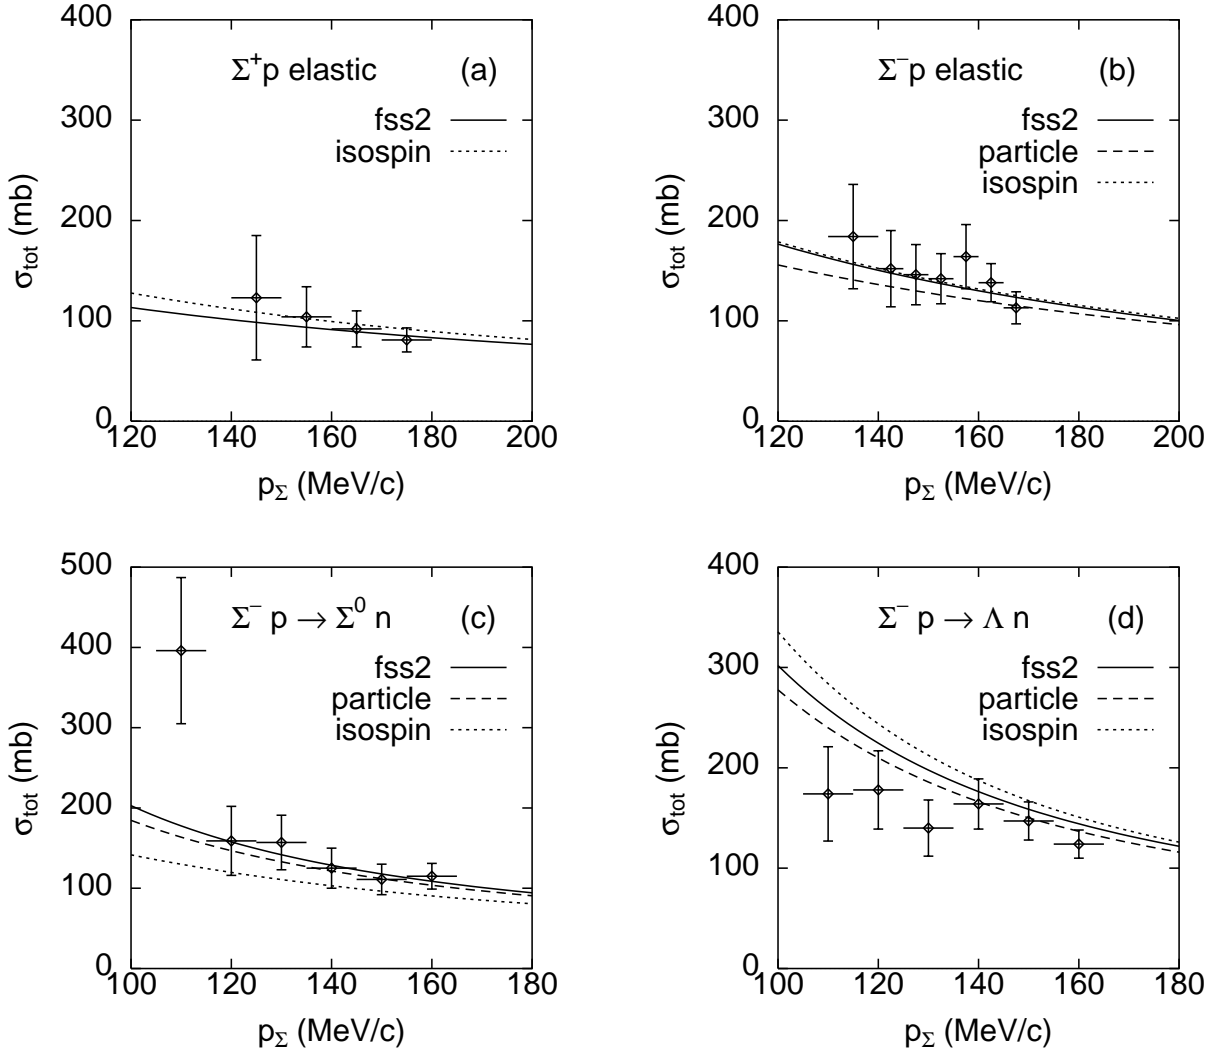 400
300
200
100
0
σtot (mb)
Σ+p elastic (a)
fss2
isospin
120 140 160 180 200
pΣ (MeV/c)
400
300
200
100
0
σtot (mb)
Σ−p elastic (b)
fss2
particle
isospin
120 140 160 180 200
pΣ (MeV/c)
500
400
300
200
100
0
σtot (mb)
Σ− p → Σ0 n (c)
fss2
particle
isospin
100 120 140 160 180
pΣ (MeV/c)
400
300
200
100
0
σtot (mb)
Σ− p → Λ n (d)
fss2
particle
isospin
100 120 140 160 180
pΣ (MeV/c)